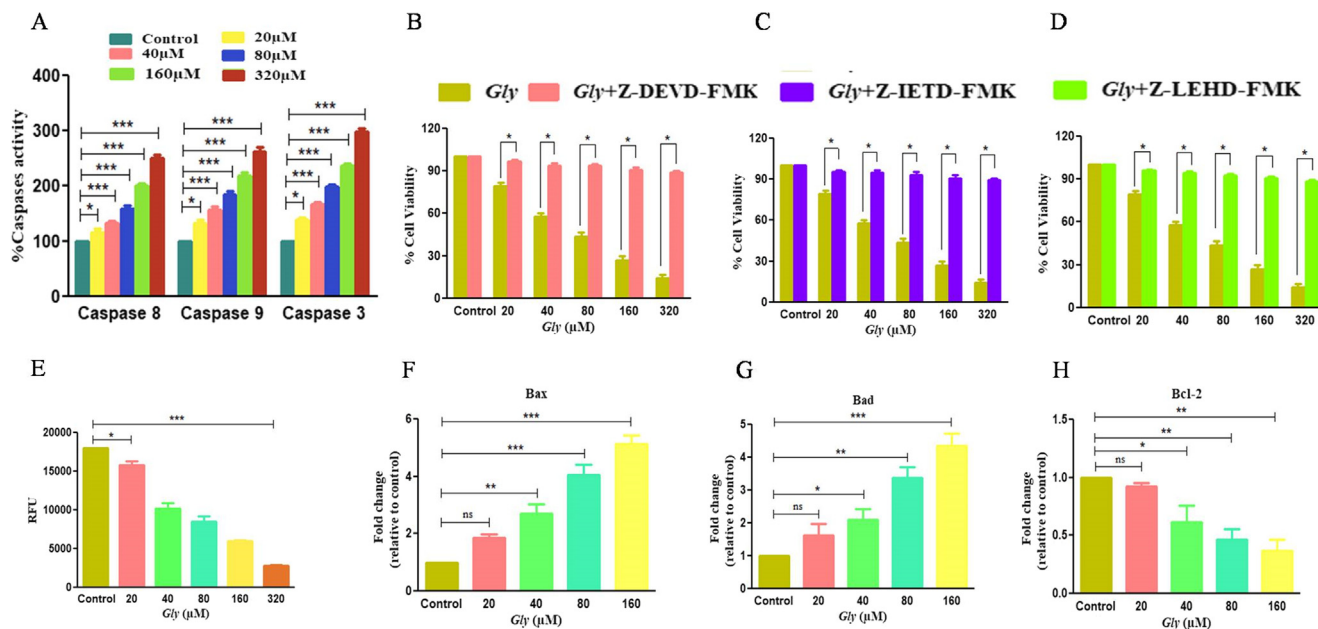 A
Control
20μM
40μM
80μM
160μM
320μM
%Caspases activity
400
300
200
100
0
***
***
***
***
***
***
***
***
***
***
***
***
*
*
*
Caspase 8
Caspase 9
Caspase 3
B
C
D
Gly
Gly+Z-DEVD-FMK
Gly+Z-IETD-FMK
Gly+Z-LEHD-FMK
% Cell Viability
120
90
60
30
0
*
*
*
*
*
Control
20
40
80
160
320
Gly (μM)
% Cell Viability
120
90
60
30
0
*
*
*
*
*
Control
20
40
80
160
320
Gly (μM)
% Cell Viability
120
90
60
30
0
*
*
*
*
*
Control
20
40
80
160
320
Gly (μM)
E
RFU
20000
15000
10000
5000
0
***
*
Control
20
40
80
160
320
Gly (μM)
F
Bax
Fold change
(relative to control)
6
4
2
0
***
***
**
ns
Control
20
40
80
160
Gly (μM)
G
Bad
Fold change
(relative to control)
5
4
3
2
1
0
***
**
*
ns
Control
20
40
80
160
Gly (μM)
H
Bcl-2
Fold change
(relative to control)
1.5
1.0
0.5
0.0
**
**
*
ns
Control
20
40
80
160
Gly (μM)